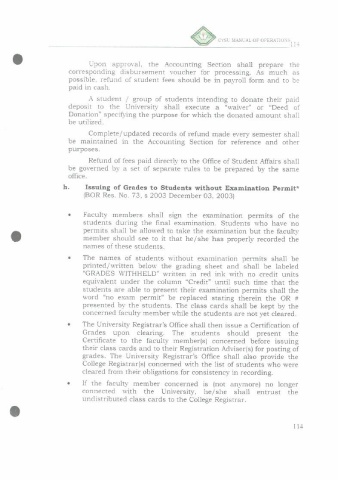 MANUAL OF OPERATIONS
114
Upon approval, the Accounting Section shall prepare the
corresponding disbursement voucher for processing. As much as
possible, refund of student fees should be in payroll form and to be
paid in cash.
A student / group of students intending to donate their paid
deposit to the University shall execute a "waiver" or "Deed of
Donation" specifying the purpose for which the donated amount shall
be utilized.
Complete/updated records of refund made every semester shall
be maintained in the Accounting Section for reference and other
purposes.
Refund of fees paid directly to the Office of Student Affairs shall
be governed by a set of separate rules to be prepared by the same
office.
h. Issuing of Grades to Students without Examination Permit*
(BOR Res. No. 73, s 2003 December 03, 2003)
• Faculty members shall sign the examination permits of the
students during the final examination. Students who have no
permits shall be allowed to take the examination but the faculty
member should see to it that he/she has properly recorded the
names of these students.
• The names of students without examination permits shall be
printed/written below the grading sheet and shall be labeled
"GRADES WITHHELD" written in red ink with no credit units
equivalent under the column "Credit" until such time that the
students are able to present their examination permits shall the
word "no exam permit" be replaced stating therein the OR #
presented by the students. The class cards shall be kept by the
concerned faculty member while the students are not yet cleared.
• The University Registrar's Office shall then issue a Certification of
Grades upon clearing. The students should present the
Certificate to the faculty member(s) concerned before issuing
their class cards and to their Registration Adviser(s) for posting of
grades. The University Registrar's Office shall also provide the
College Registrar(s) concerned with the list of students who were
cleared from their obligations for consistency in recording.
• If the faculty member concerned is (not anymore) no longer
connected with the University, he/she shall entrust the
undistributed class cards to the College Registrar.
114